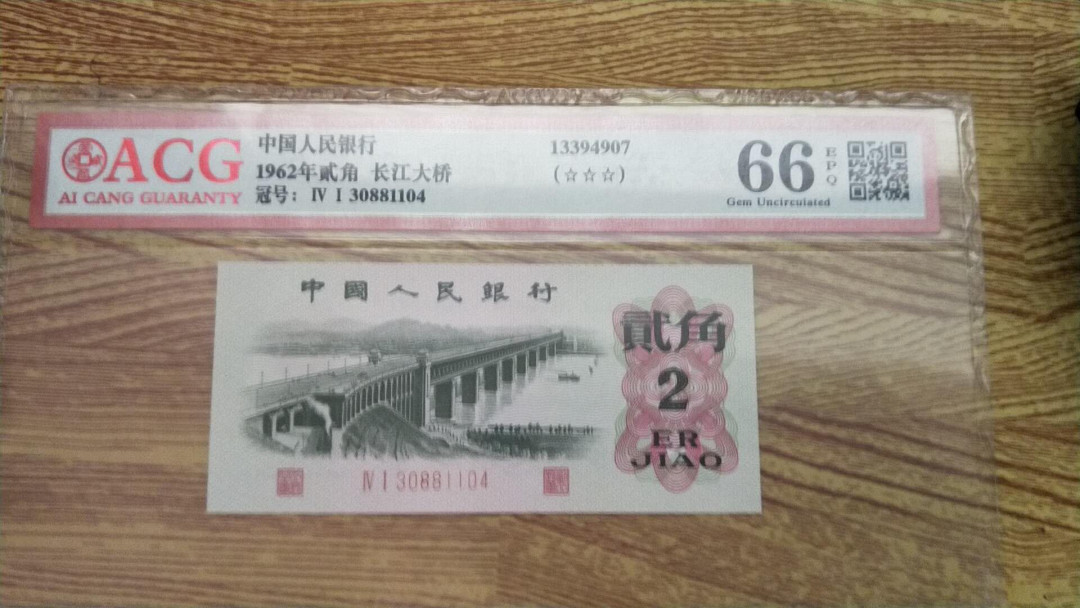 ACG
AI CANG GUARANTY
中国人民银行
1962年贰角 长江大桥
冠号: Ⅳ Ⅰ 30881104
13394907
(☆☆☆)
66
EPQ
Gem Uncirculated
中國人民銀行
貳角
2
ER
JIAO
Ⅳ Ⅰ 30881104